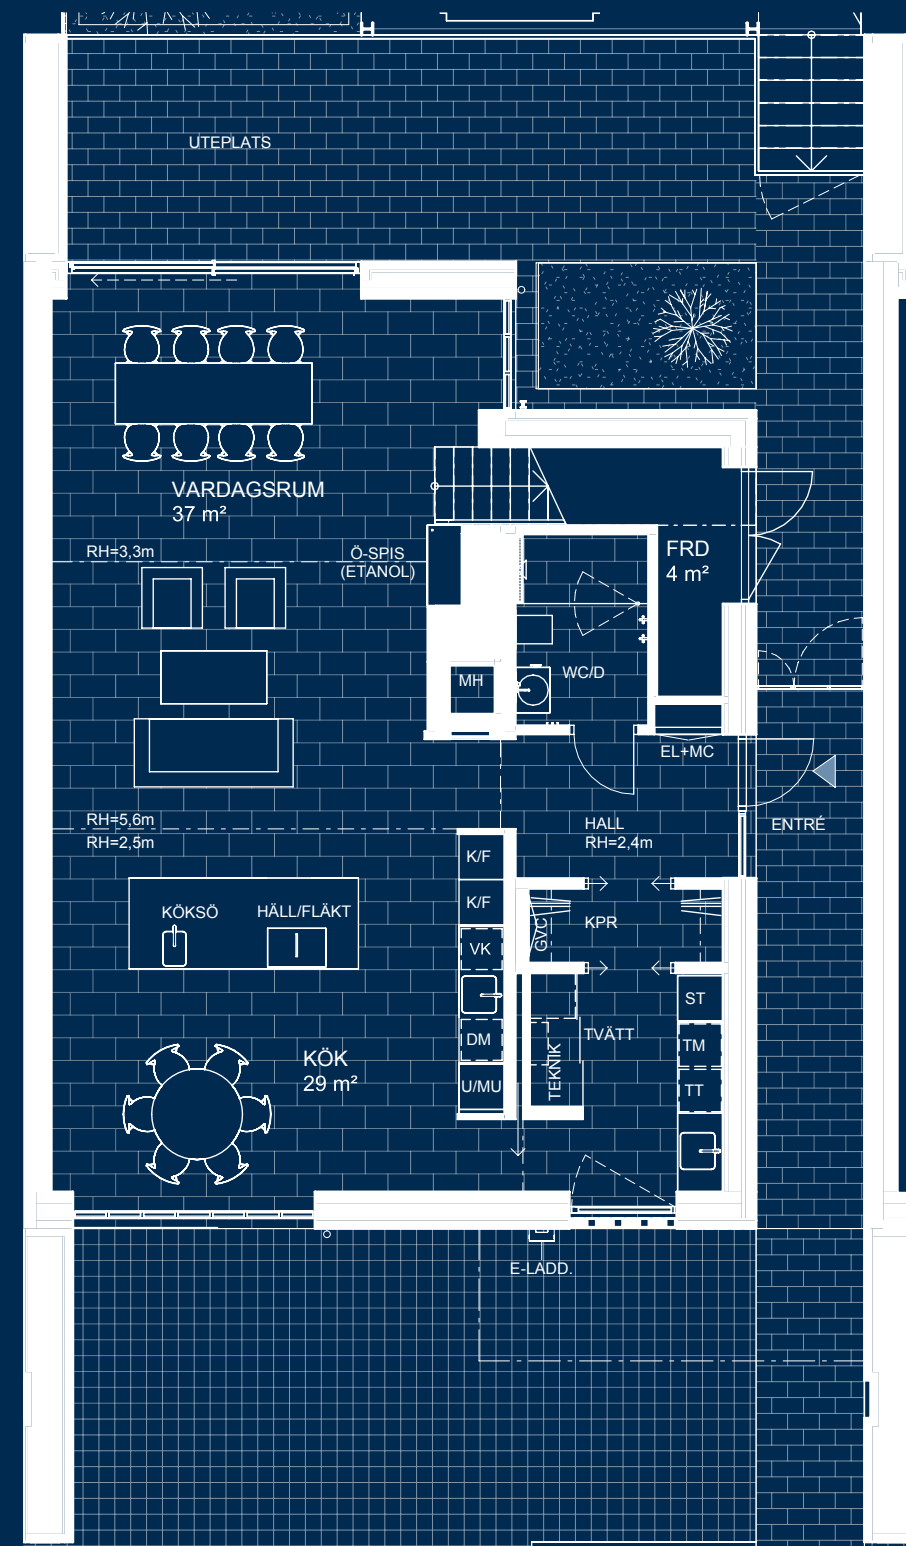 UTEPLATS
VARDAGSRUM
37 m²
RH=3,3m
Ö-SPIS
(ETANOL)
FRD
4 m²
MH
WC/D
EL+MC
RH=5,6m
RH=2,5m
HALL
RH=2,4m
ENTRÉ
K/F
K/F
KÖKSÖ
HÄLL/FLÄKT
GVC
KPR
VK
ST
DM
TVÄTT
TM
KÖK
29 m²
U/MU
TEKNIK
TT
E-LADD.